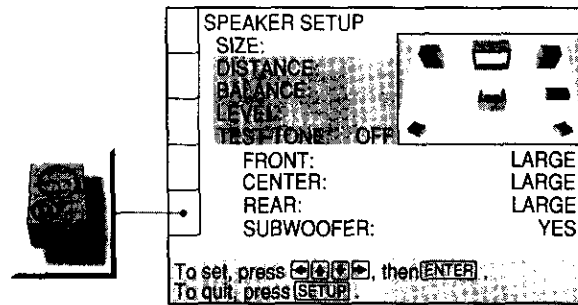 SPEAKER SETUP
SIZE:
DISTANCE:
BALANCE:
LEVEL:
TEST TONE: OFF
FRONT: LARGE
CENTER: LARGE
REAR: LARGE
SUBWOOFER: YES
To set, press ←↑↓→, then ENTER .
To quit, press SETUP .